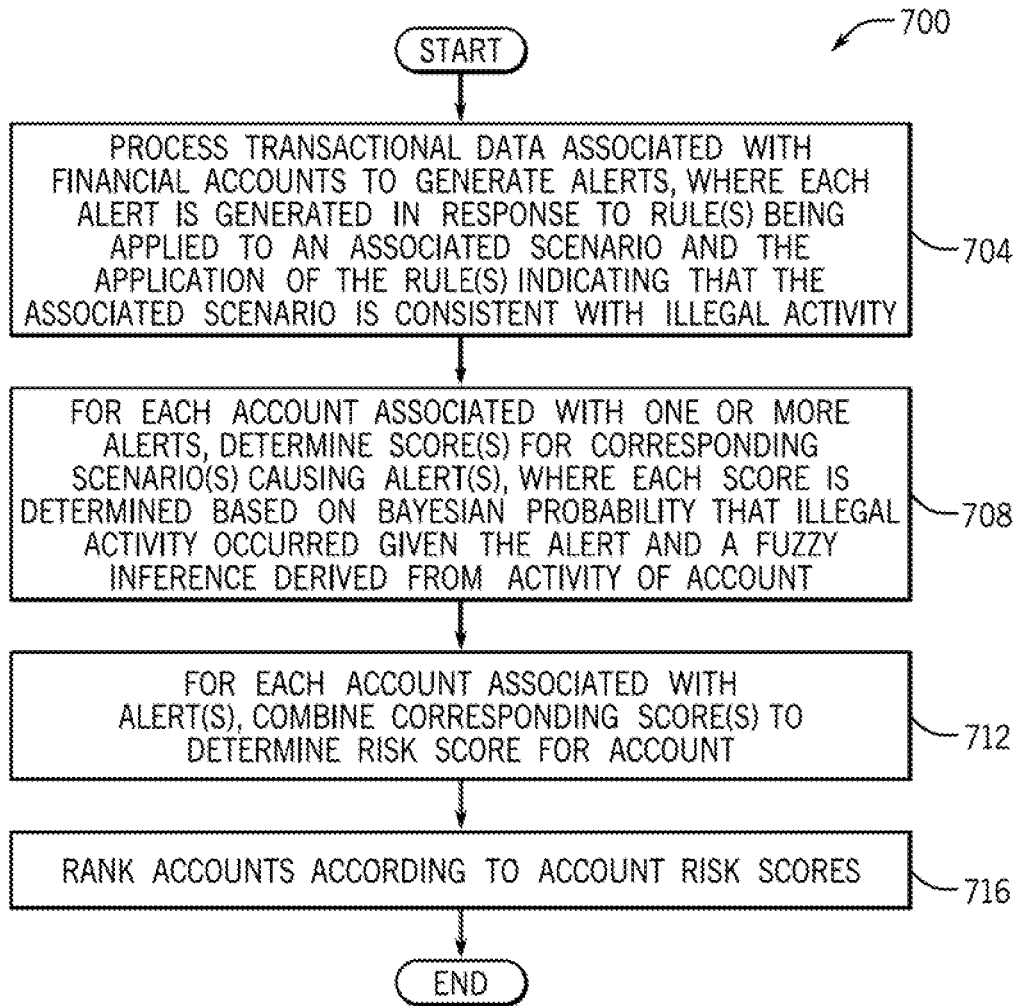 700
START
PROCESS TRANSACTIONAL DATA ASSOCIATED WITH
FINANCIAL ACCOUNTS TO GENERATE ALERTS, WHERE EACH
ALERT IS GENERATED IN RESPONSE TO RULE(S) BEING
APPLIED TO AN ASSOCIATED SCENARIO AND THE
APPLICATION OF THE RULE(S) INDICATING THAT THE
ASSOCIATED SCENARIO IS CONSISTENT WITH ILLEGAL ACTIVITY
704
FOR EACH ACCOUNT ASSOCIATED WITH ONE OR MORE
ALERTS, DETERMINE SCORE(S) FOR CORRESPONDING
SCENARIO(S) CAUSING ALERT(S), WHERE EACH SCORE IS
DETERMINED BASED ON BAYESIAN PROBABILITY THAT ILLEGAL
ACTIVITY OCCURRED GIVEN THE ALERT AND A FUZZY
INFERENCE DERIVED FROM ACTIVITY OF ACCOUNT
708
FOR EACH ACCOUNT ASSOCIATED WITH
ALERT(S), COMBINE CORRESPONDING SCORE(S) TO
DETERMINE RISK SCORE FOR ACCOUNT
712
RANK ACCOUNTS ACCORDING TO ACCOUNT RISK SCORES
716
END